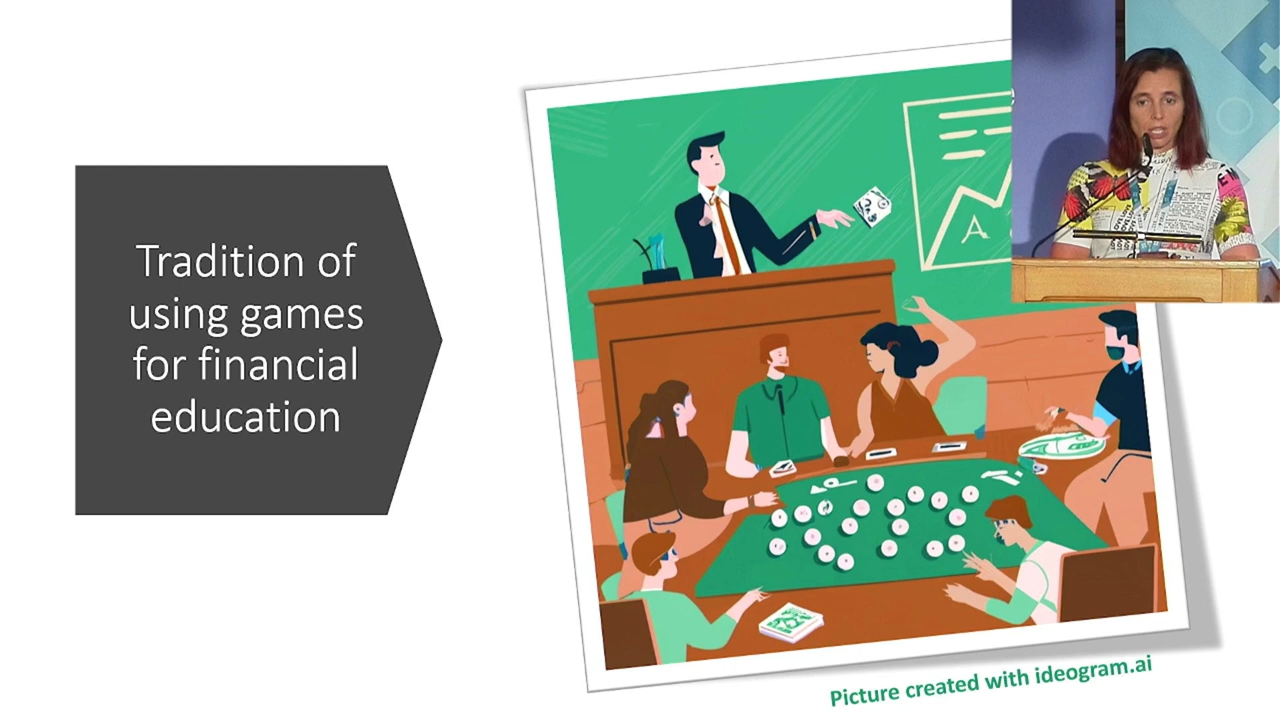 Tradition of
using games
for financial
education
A
Picture created with ideogram.ai